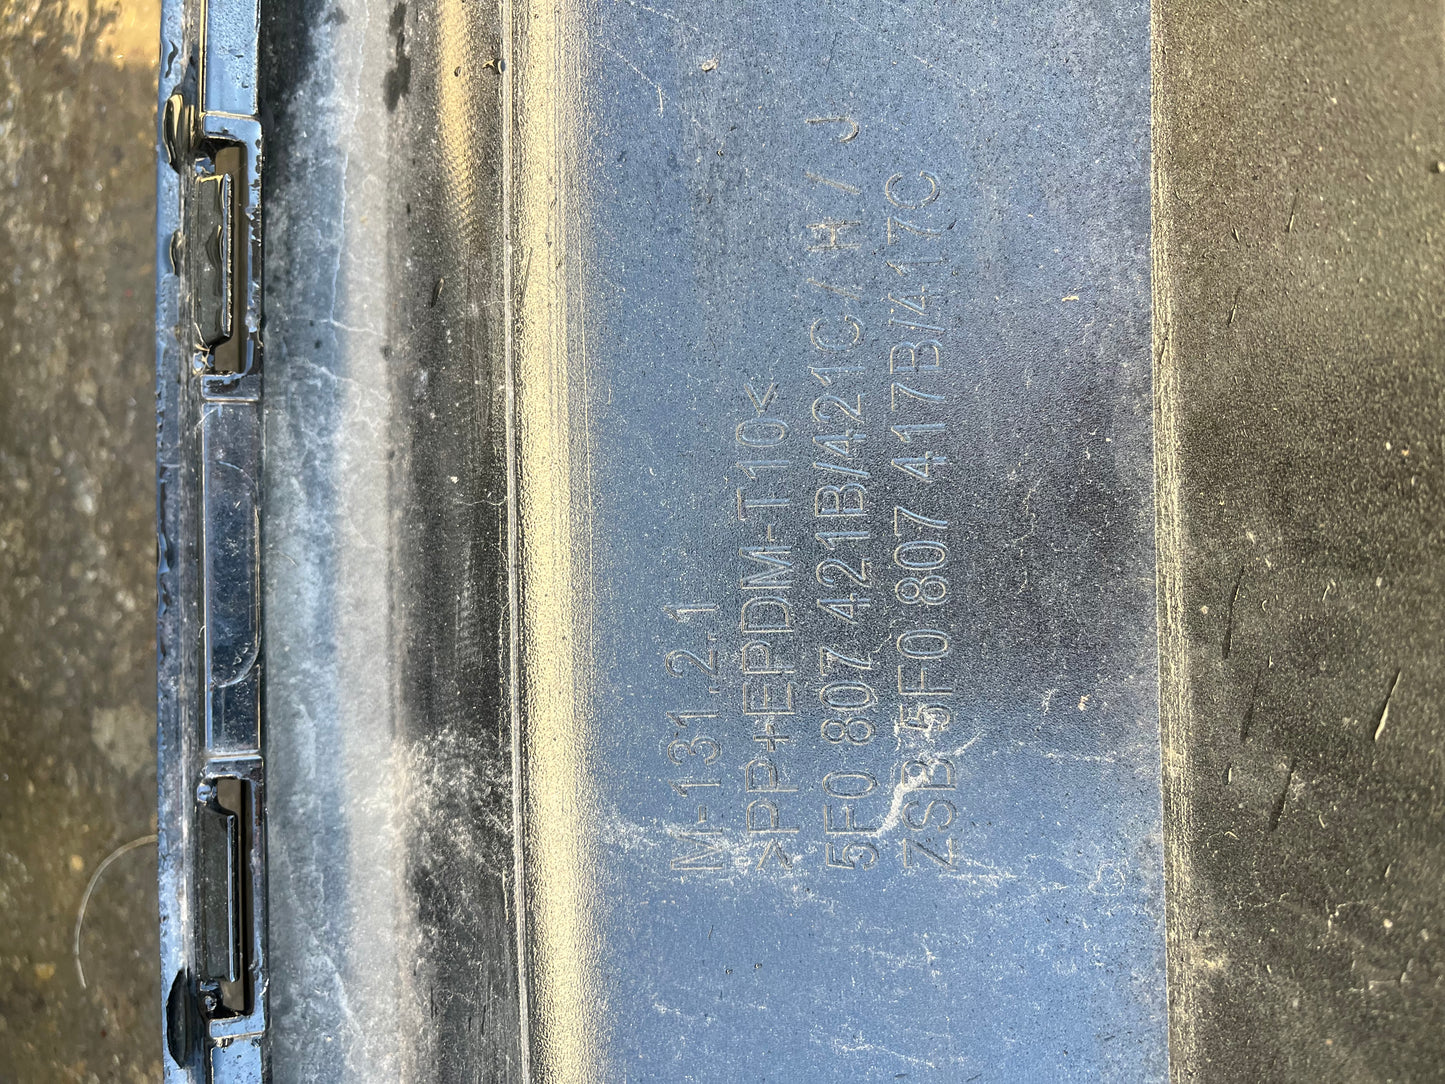 M-131.2.1
>PP+EPDM-T10<
5F0 807 421B/421C/H/J
ZSB 5F0 807 417B/417C